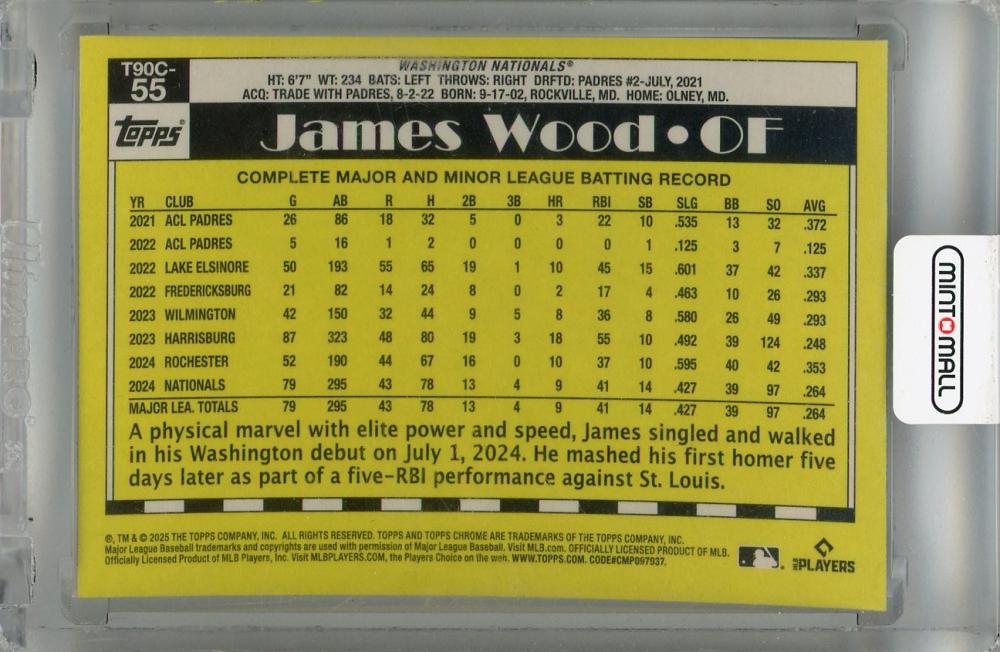 T90C-
55
WASHINGTON NATIONALS®
HT: 6'7" WT: 234 BATS: LEFT THROWS: RIGHT DRFTD: PADRES #2-JULY, 2021
ACQ: TRADE WITH PADRES, 8-2-22 BORN: 9-17-02, ROCKVILLE, MD. HOME: OLNEY, MD.
topps®
James Wood • OF
COMPLETE MAJOR AND MINOR LEAGUE BATTING RECORD
YR CLUB G AB R H 2B 3B HR RBI SB SLG BB SO AVG
2021 ACL PADRES 26 86 18 32 5 0 3 22 10 .535 13 32 .372
2022 ACL PADRES 5 16 1 2 0 0 0 0 1 .125 3 7 .125
2022 LAKE ELSINORE 50 193 55 65 19 1 10 45 15 .601 37 42 .337
2022 FREDERICKSBURG 21 82 14 24 8 0 2 17 4 .463 10 26 .293
2023 WILMINGTON 42 150 32 44 9 5 8 36 8 .580 26 49 .293
2023 HARRISBURG 87 323 48 80 19 3 18 55 10 .492 39 124 .248
2024 ROCHESTER 52 190 44 67 16 0 10 37 10 .595 40 42 .353
2024 NATIONALS 79 295 43 78 13 4 9 41 14 .427 39 97 .264
MAJOR LEA. TOTALS 79 295 43 78 13 4 9 41 14 .427 39 97 .264
A physical marvel with elite power and speed, James singled and walked
in his Washington debut on July 1, 2024. He mashed his first homer five
days later as part of a five-RBI performance against St. Louis.
®, TM & © 2025 THE TOPPS COMPANY, INC. ALL RIGHTS RESERVED. TOPPS AND TOPPS CHROME ARE TRADEMARKS OF THE TOPPS COMPANY, INC.
Major League Baseball trademarks and copyrights are used with permission of Major League Baseball. Visit MLB.com. OFFICIALLY LICENSED PRODUCT OF MLB.
Officially Licensed Product of MLB Players, Inc. Visit MLBPLAYERS.COM, the Players Choice on the web. WWW.TOPPS.COM. CODE#CMP097937.
MLB PLAYERS
MINT MALL